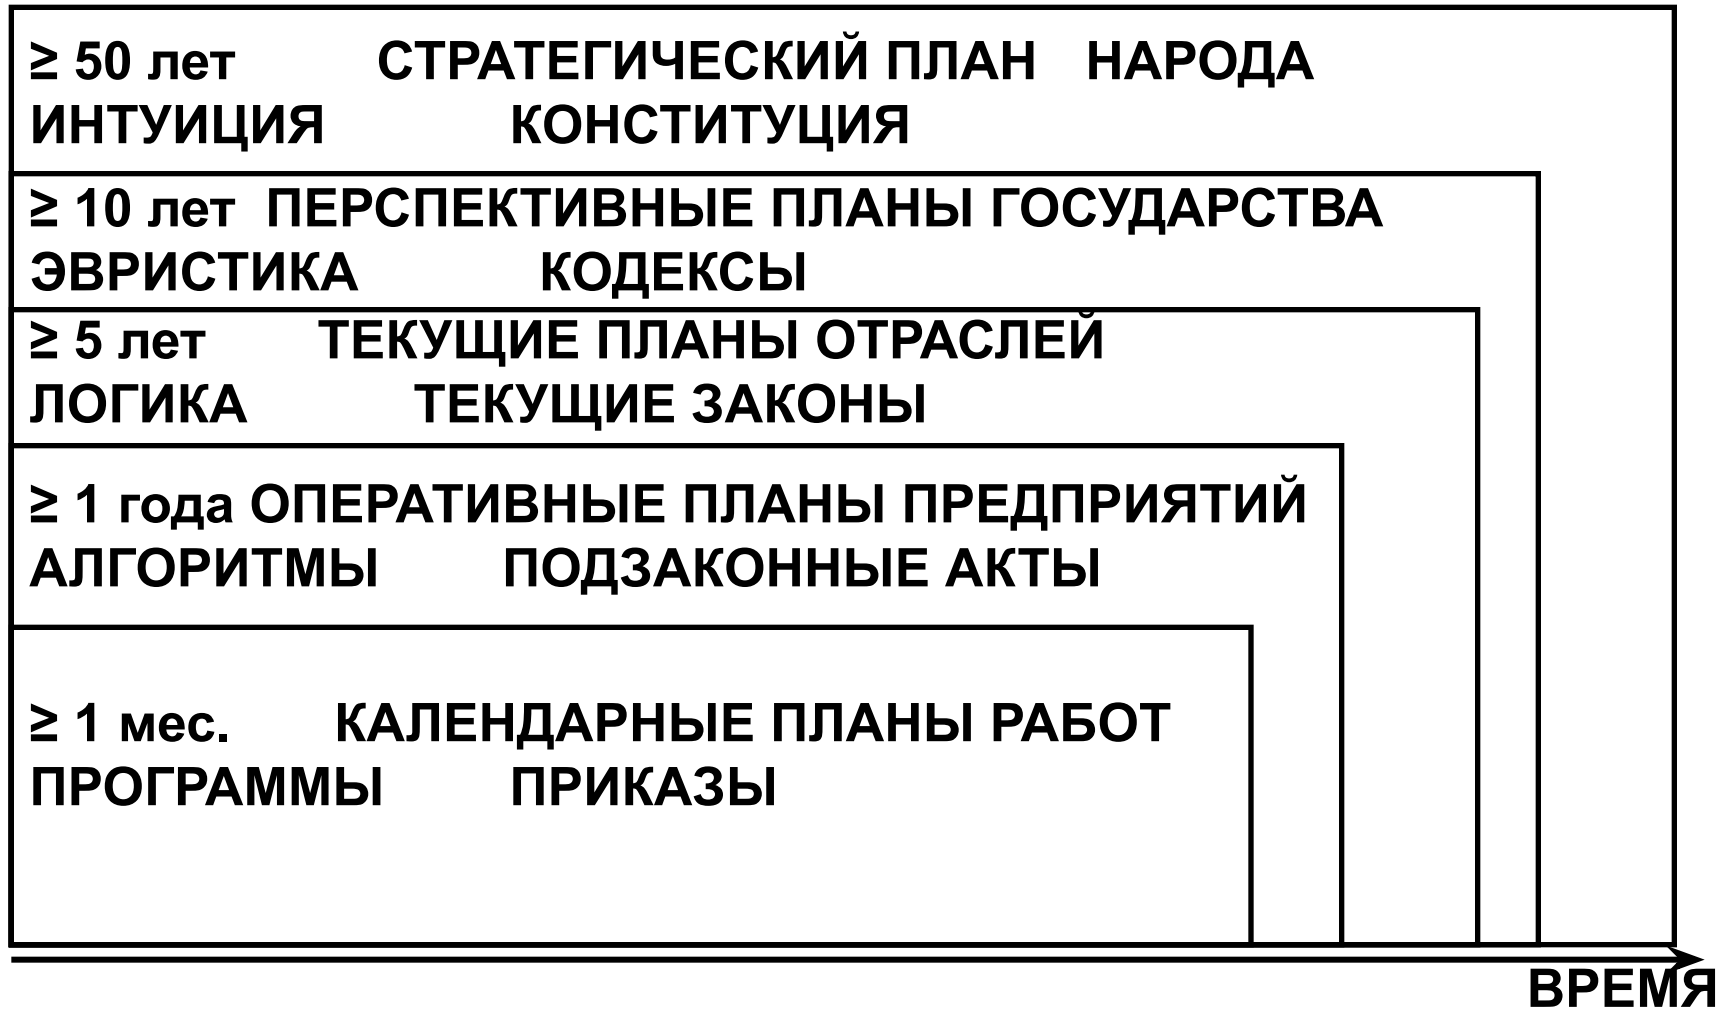 ≥ 50 лет СТРАТЕГИЧЕСКИЙ ПЛАН НАРОДА
ИНТУИЦИЯ КОНСТИТУЦИЯ
≥ 10 лет ПЕРСПЕКТИВНЫЕ ПЛАНЫ ГОСУДАРСТВА
ЭВРИСТИКА КОДЕКСЫ
≥ 5 лет ТЕКУЩИЕ ПЛАНЫ ОТРАСЛЕЙ
ЛОГИКА ТЕКУЩИЕ ЗАКОНЫ
≥ 1 года ОПЕРАТИВНЫЕ ПЛАНЫ ПРЕДПРИЯТИЙ
АЛГОРИТМЫ ПОДЗАКОННЫЕ АКТЫ
≥ 1 мес. КАЛЕНДАРНЫЕ ПЛАНЫ РАБОТ
ПРОГРАММЫ ПРИКАЗЫ
ВРЕМЯ